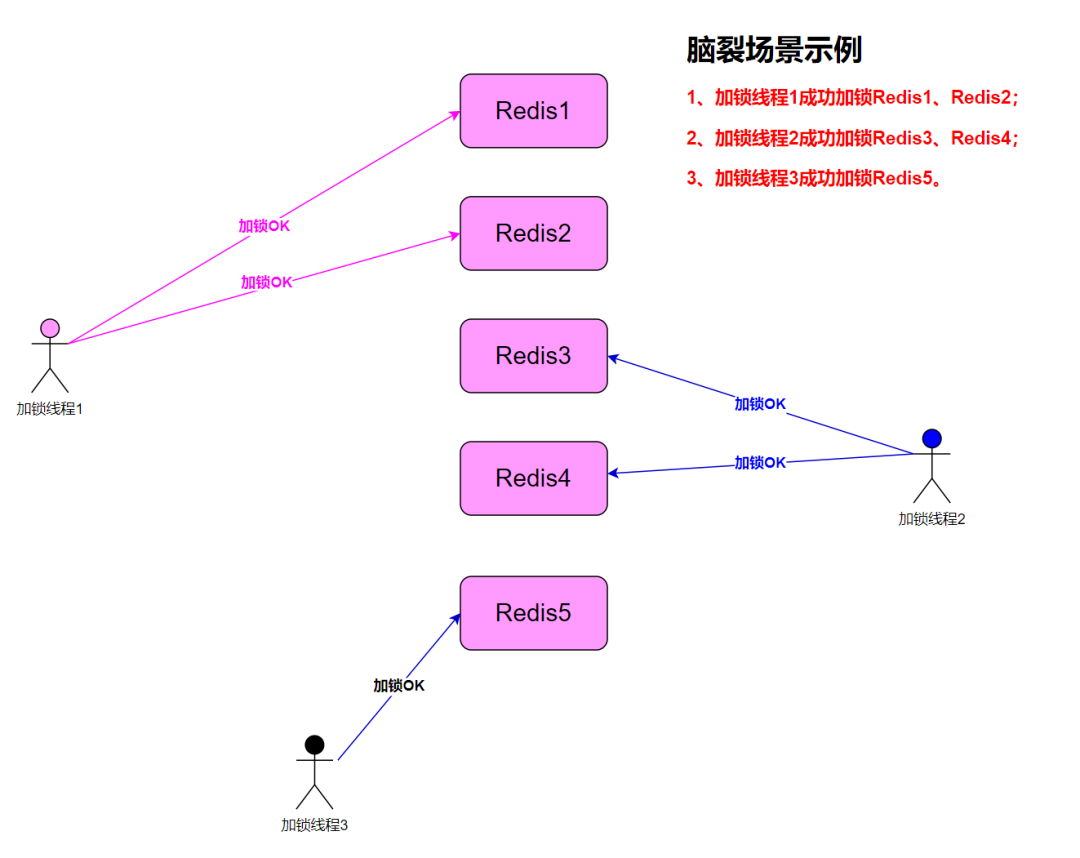 脑裂场景示例
1、加锁线程1成功加锁Redis1、Redis2；
2、加锁线程2成功加锁Redis3、Redis4；
3、加锁线程3成功加锁Redis5。
Redis1
加锁OK
Redis2
加锁OK
加锁线程1
Redis3
加锁OK
Redis4
加锁OK
加锁线程2
Redis5
加锁OK
加锁线程3